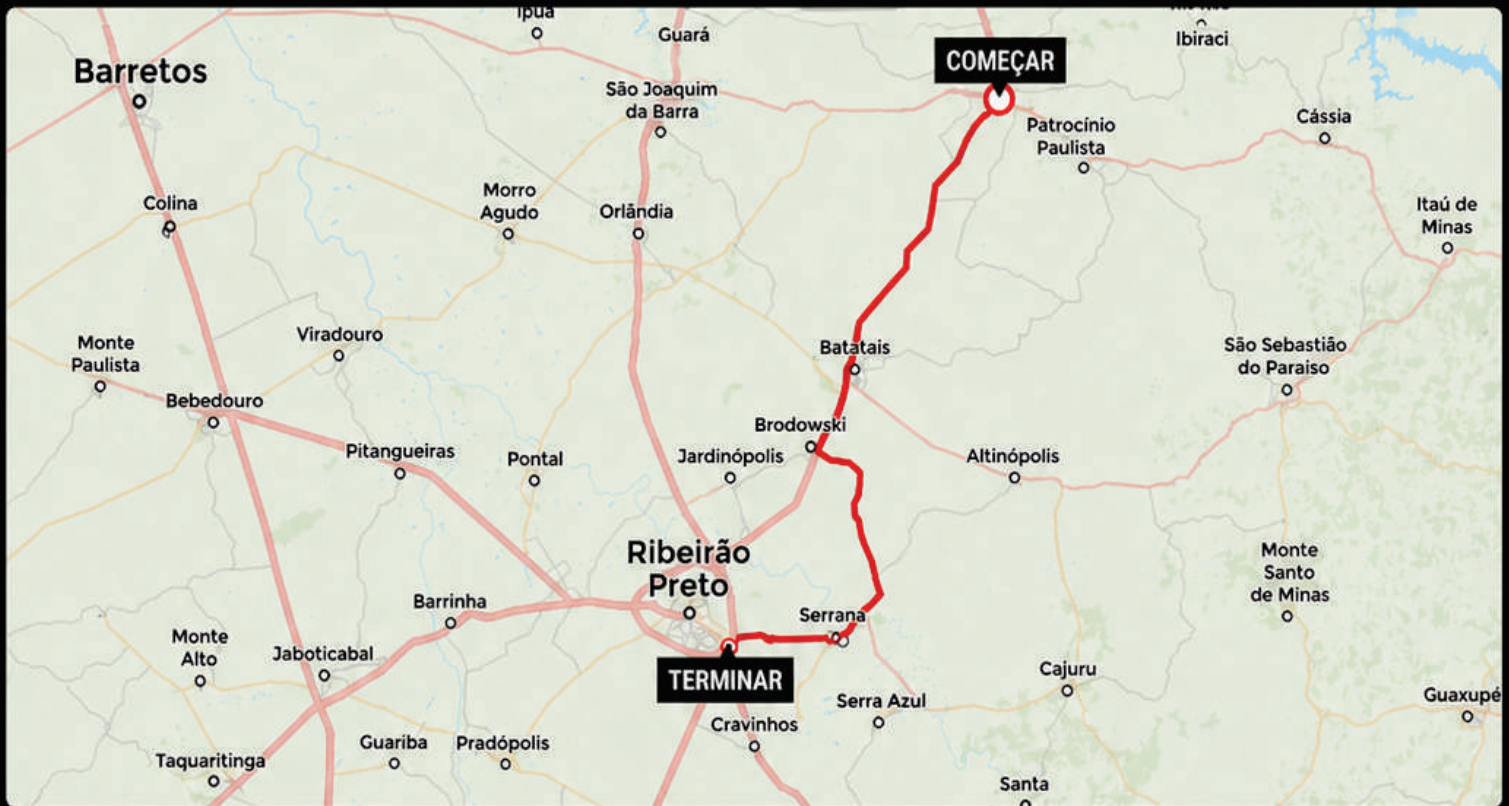 Ipuã
Guará
Ibiraci
COMEÇAR
Barretos
São Joaquim
da Barra
Patrocínio
Paulista
Cássia
Colina
Morro
Agudo
Orlândia
Itaú de
Minas
Monte
Paulista
Viradouro
Batatais
São Sebastião
do Paraiso
Bebedouro
Brodowski
Pitangueiras
Pontal
Jardinópolis
Altinópolis
Ribeirão
Preto
Monte
Santo
de Minas
Barrinha
Serrana
Monte
Alto
Jaboticabal
TERMINAR
Cajuru
Serra Azul
Guaxupé
Cravinhos
Guariba
Pradópolis
Taquaritinga
Santa